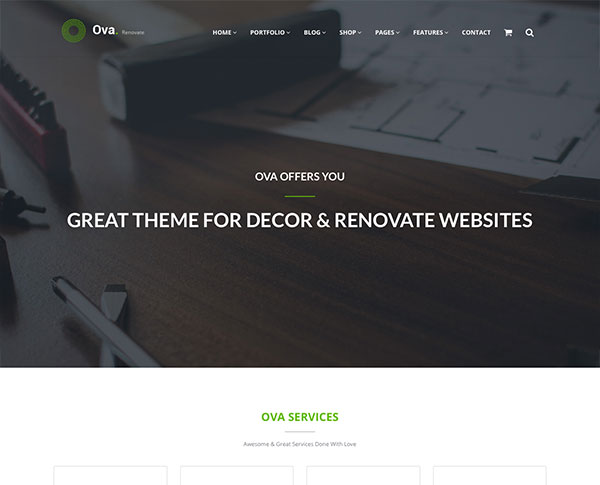 Ova. Renovate
HOME PORTFOLIO BLOG SHOP PAGES FEATURES CONTACT
OVA OFFERS YOU
GREAT THEME FOR DECOR & RENOVATE WEBSITES
OVA SERVICES
Awesome & Great Services Done With Love